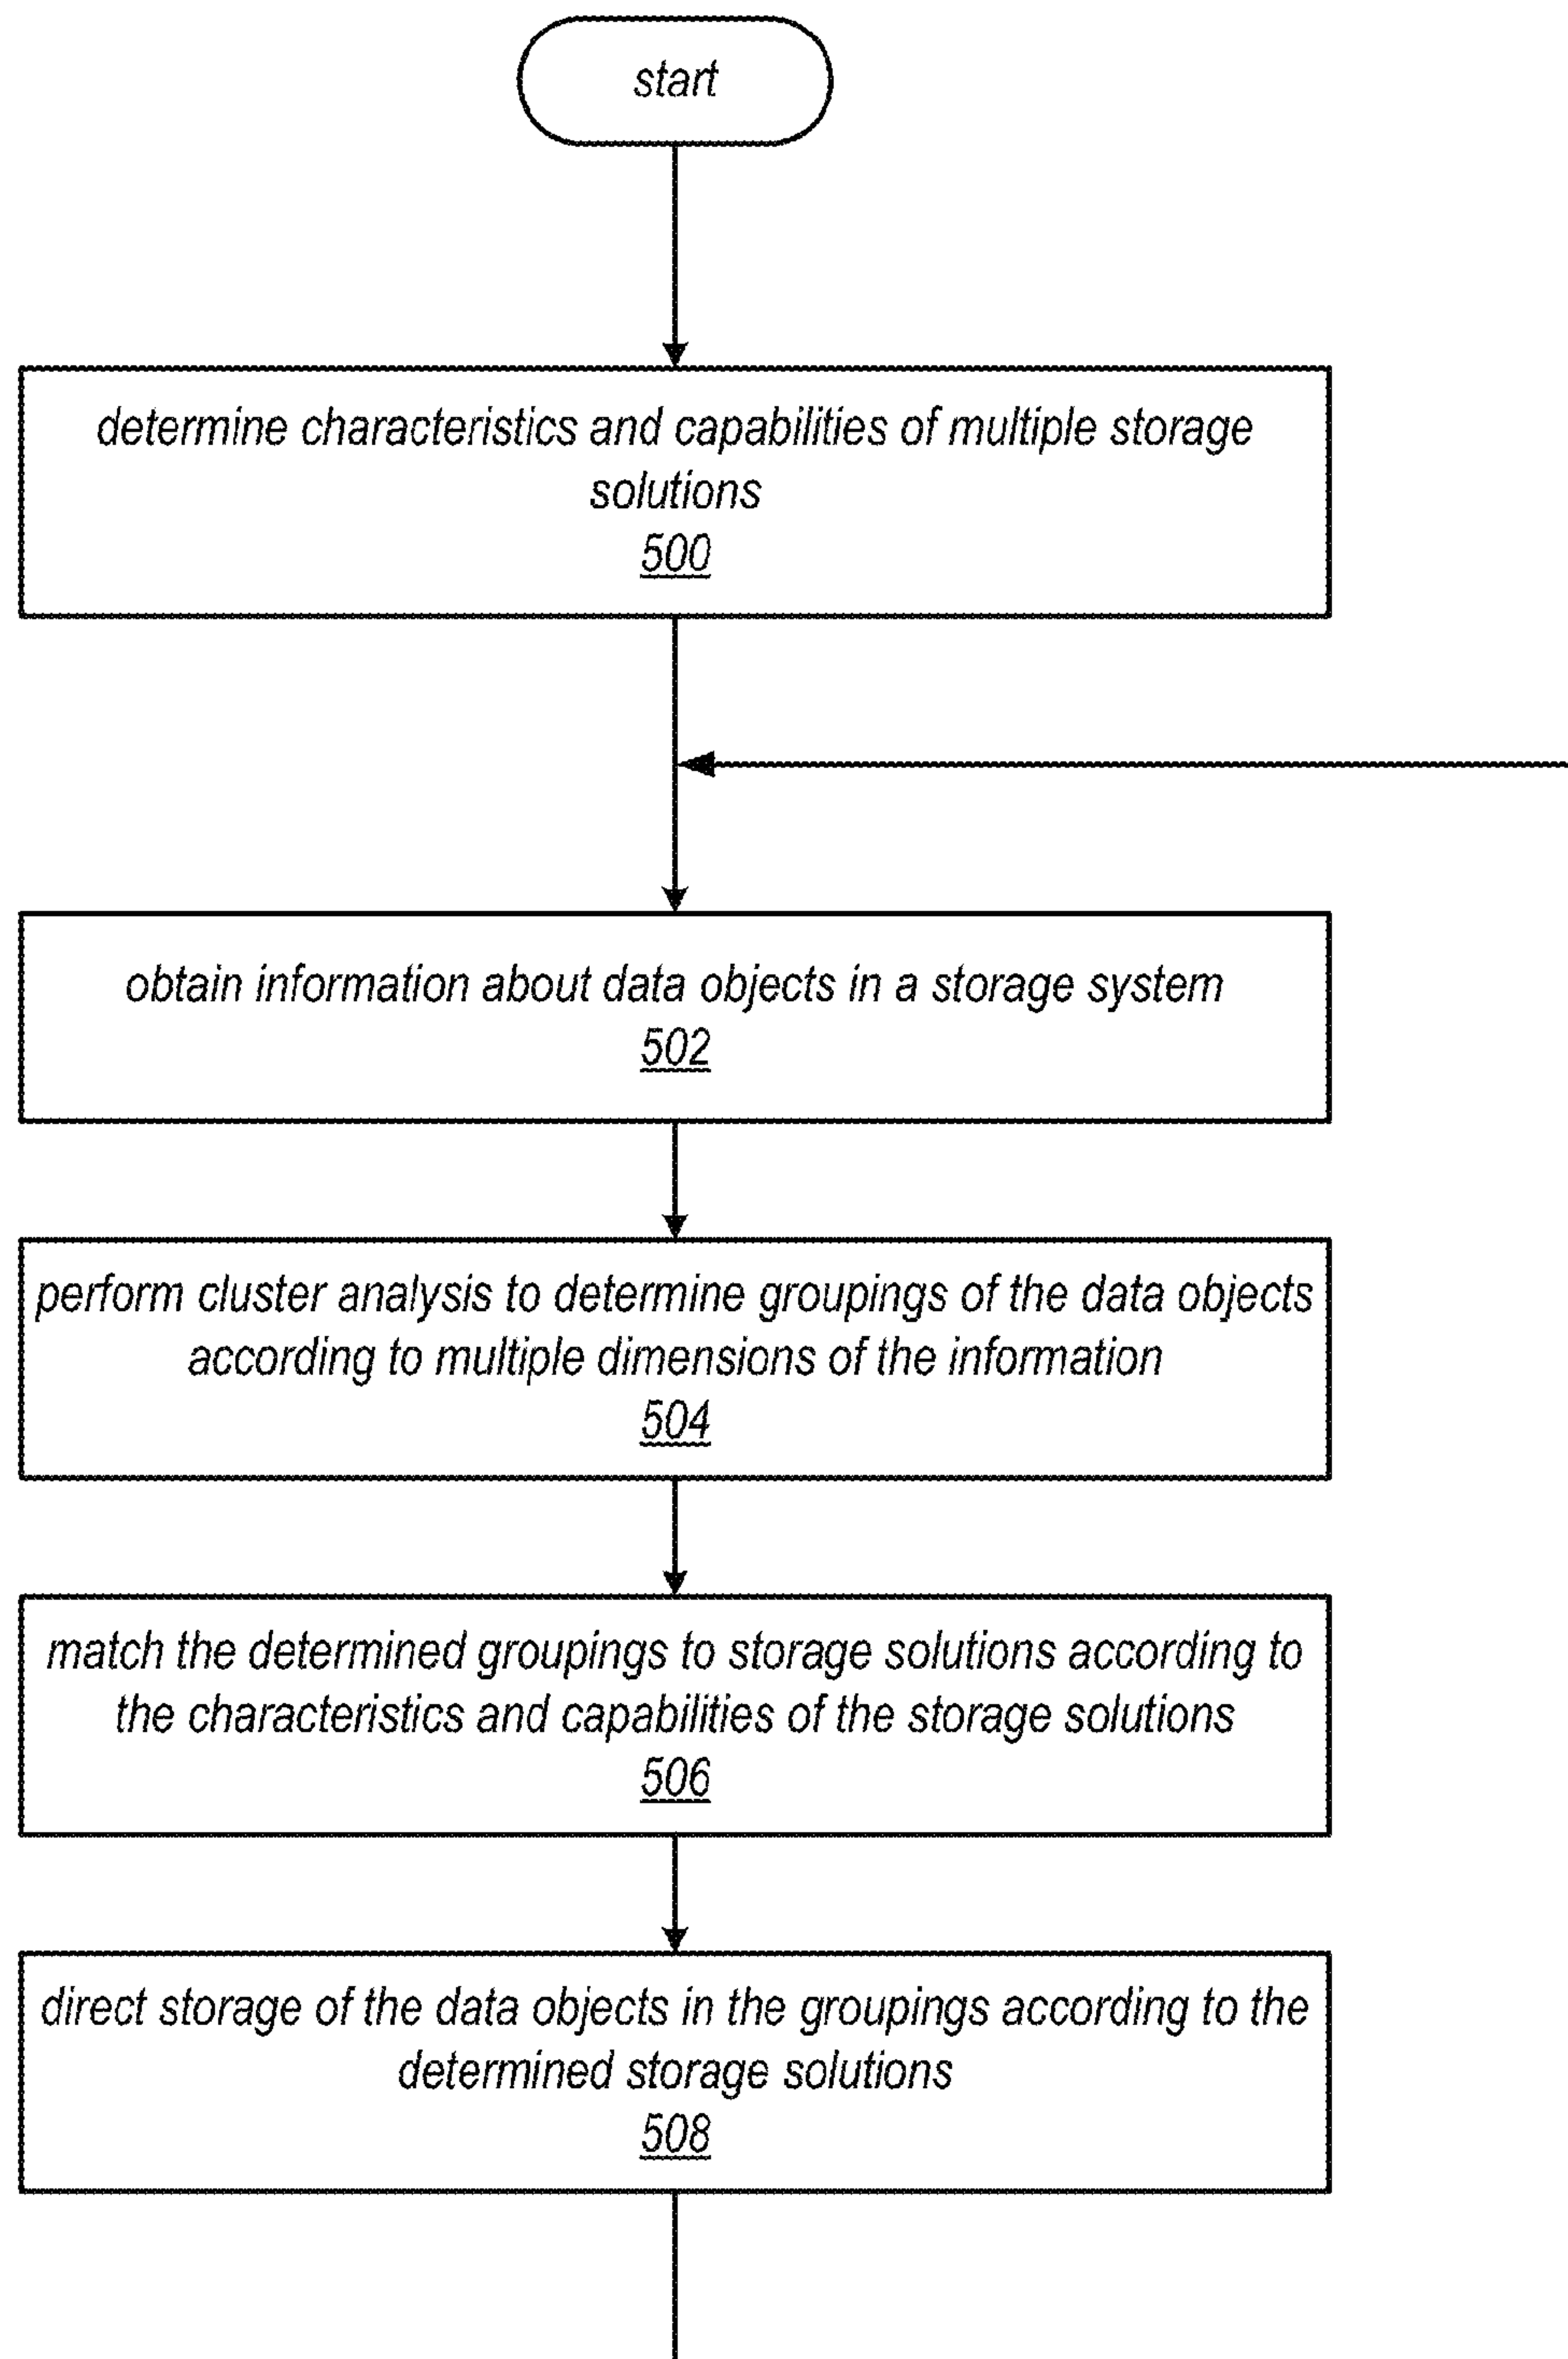 start
determine characteristics and capabilities of multiple storage
solutions
500
obtain information about data objects in a storage system
502
perform cluster analysis to determine groupings of the data objects
according to multiple dimensions of the information
504
match the determined groupings to storage solutions according to
the characteristics and capabilities of the storage solutions
506
direct storage of the data objects in the groupings according to the
determined storage solutions
508